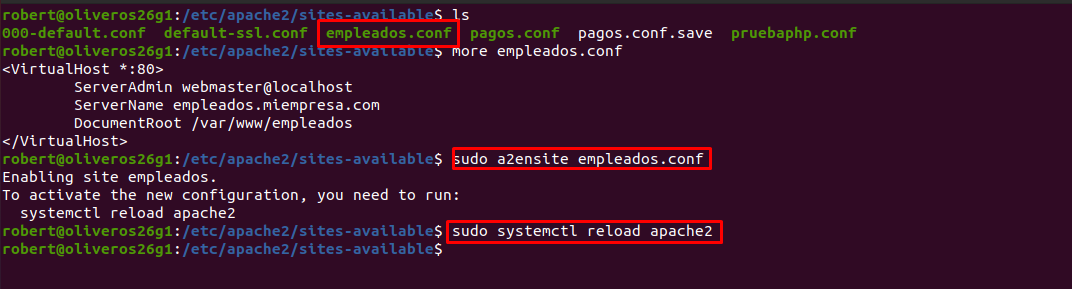 robert@oliveros26g1:/etc/apache2/sites-available$ ls
000-default.conf  default-ssl.conf  empleados.conf  pagos.conf  pagos.conf.save  pruebaphp.conf
robert@oliveros26g1:/etc/apache2/sites-available$ more empleados.conf
<VirtualHost *:80>
        ServerAdmin webmaster@localhost
        ServerName empleados.miempresa.com
        DocumentRoot /var/www/empleados
</VirtualHost>
robert@oliveros26g1:/etc/apache2/sites-available$ sudo a2ensite empleados.conf
Enabling site empleados.
To activate the new configuration, you need to run:
  systemctl reload apache2
robert@oliveros26g1:/etc/apache2/sites-available$ sudo systemctl reload apache2
robert@oliveros26g1:/etc/apache2/sites-available$